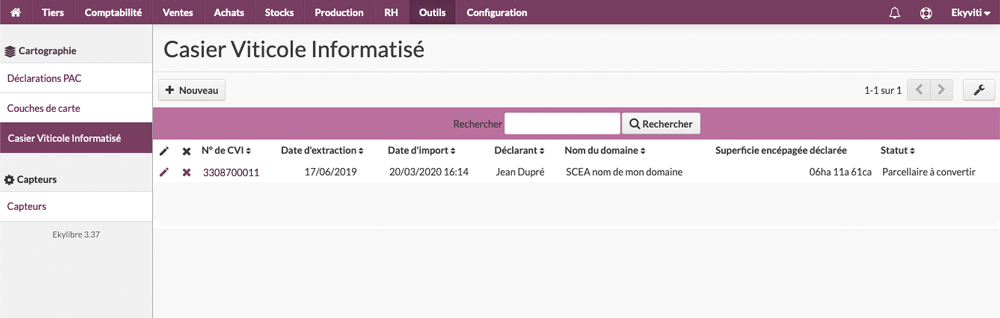 Tiers Comptabilité Ventes Achats Stocks Production RH Outils Configuration Ekyviti
Cartographie
Déclarations PAC
Couches de carte
Casier Viticole Informatisé
Capteurs
Capteurs
Ekylibre 3.37
Casier Viticole Informatisé
Nouveau
1-1 sur 1
Rechercher Rechercher
N° de CVI Date d'extraction Date d'import Déclarant Nom du domaine Superficie encépagée déclarée Statut
3308700011 17/06/2019 20/03/2020 16:14 Jean Dupré SCEA nom de mon domaine 06ha 11a 61ca Parcellaire à convertir